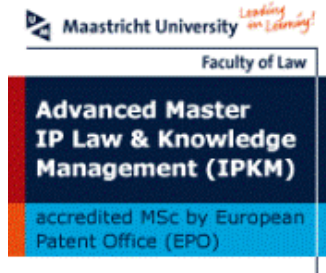 Maastricht University Leading in Learning!
Faculty of Law
Advanced Master
IP Law & Knowledge
Management (IPKM)
accredited MSc by European
Patent Office (EPO)